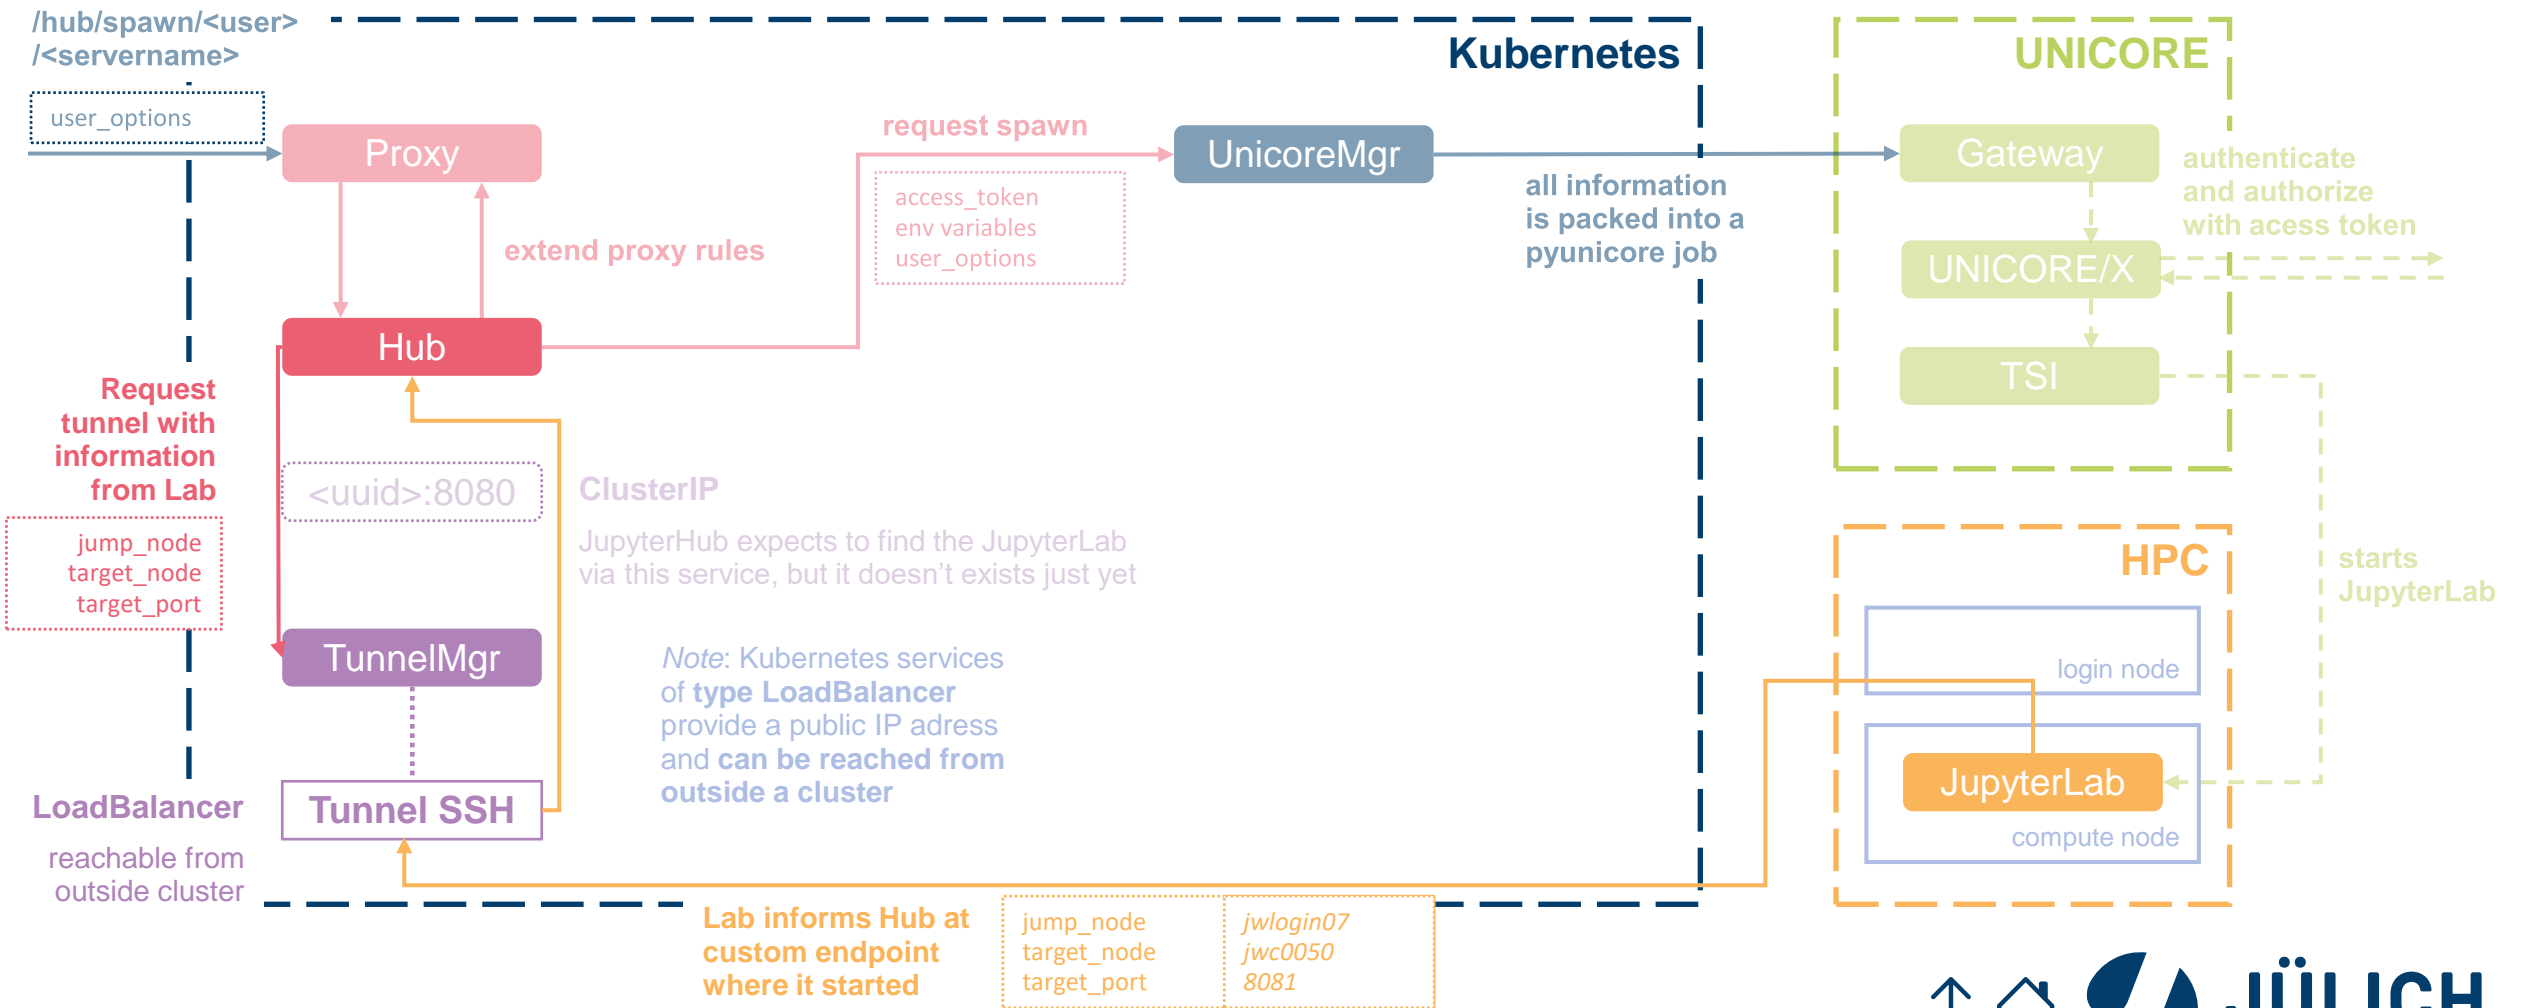 /hub/spawn/<user>
/<servername>
user_options
Kubernetes
UNICORE
Proxy
request spawn
UnicoreMgr
Gateway
authenticate
and authorize
with acess token
access_token
env variables
user_options
all information
is packed into a
pyunicore job
extend proxy rules
UNICORE/X
Hub
TSI
Request
tunnel with
information
from Lab
jump_node
target_node
target_port
<uuid>:8080
ClusterIP
JupyterHub expects to find the JupyterLab
via this service, but it doesn't exists just yet
HPC
starts
JupyterLab
TunnelMgr
Note: Kubernetes services
of type LoadBalancer
provide a public IP adress
and can be reached from
outside a cluster
login node
LoadBalancer
reachable from
outside cluster
Tunnel SSH
JupyterLab
compute node
Lab informs Hub at
custom endpoint
where it started
jump_node jwlogin07
target_node jwc0050
target_port 8081
JÜLICH